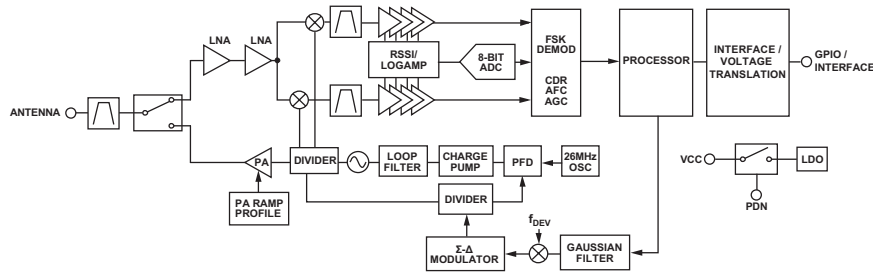 LNA
LNA
RSSI/
LOGAMP
8-BIT
ADC
FSK
DEMOD
CDR
AFC
AGC
PROCESSOR
INTERFACE /
VOLTAGE
TRANSLATION
GPIO /
INTERFACE
ANTENNA
PA
DIVIDER
LOOP
FILTER
CHARGE
PUMP
PFD
26MHz
OSC
VCC
LDO
PDN
PA RAMP
PROFILE
DIVIDER
fDEV
Σ-Δ
MODULATOR
GAUSSIAN
FILTER